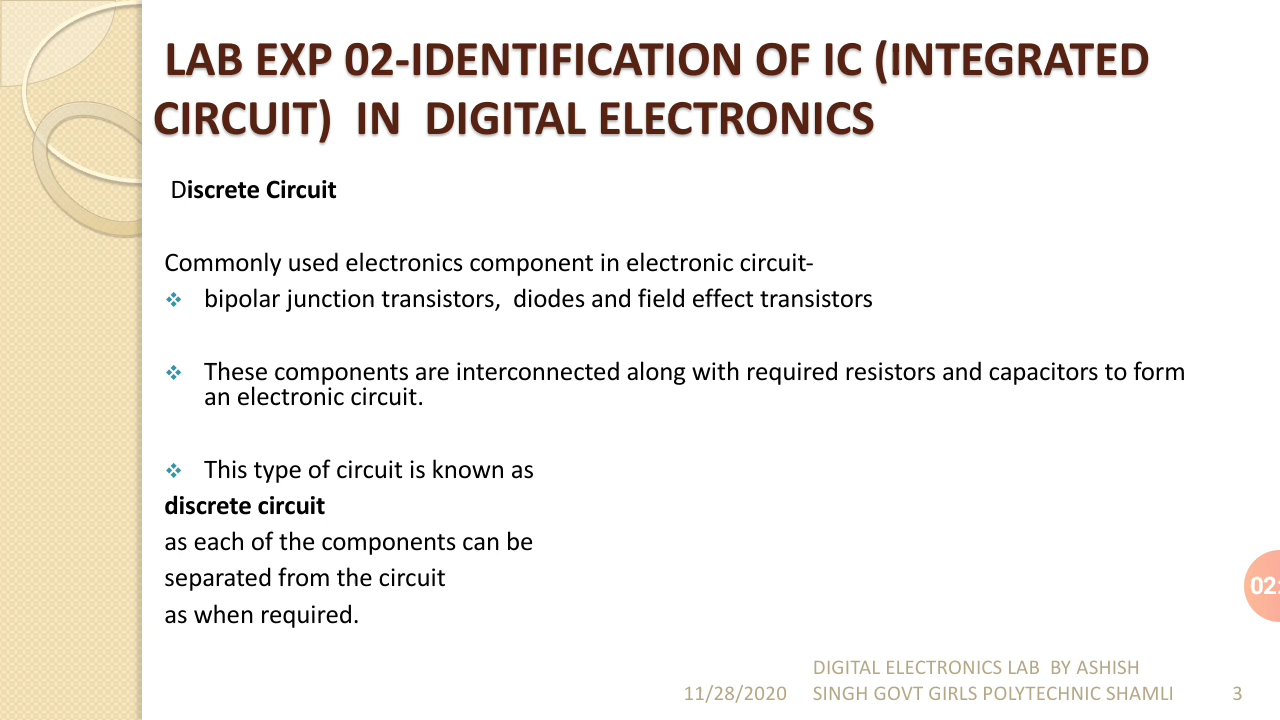 LAB EXP 02-IDENTIFICATION OF IC (INTEGRATED
CIRCUIT)  IN  DIGITAL ELECTRONICS
Discrete Circuit
Commonly used electronics component in electronic circuit-
bipolar junction transistors,  diodes and field effect transistors
These components are interconnected along with required resistors and capacitors to form
an electronic circuit.
This type of circuit is known as
discrete circuit
as each of the components can be
separated from the circuit
as when required.
DIGITAL ELECTRONICS LAB  BY ASHISH
11/28/2020 SINGH GOVT GIRLS POLYTECHNIC SHAMLI 3
02: